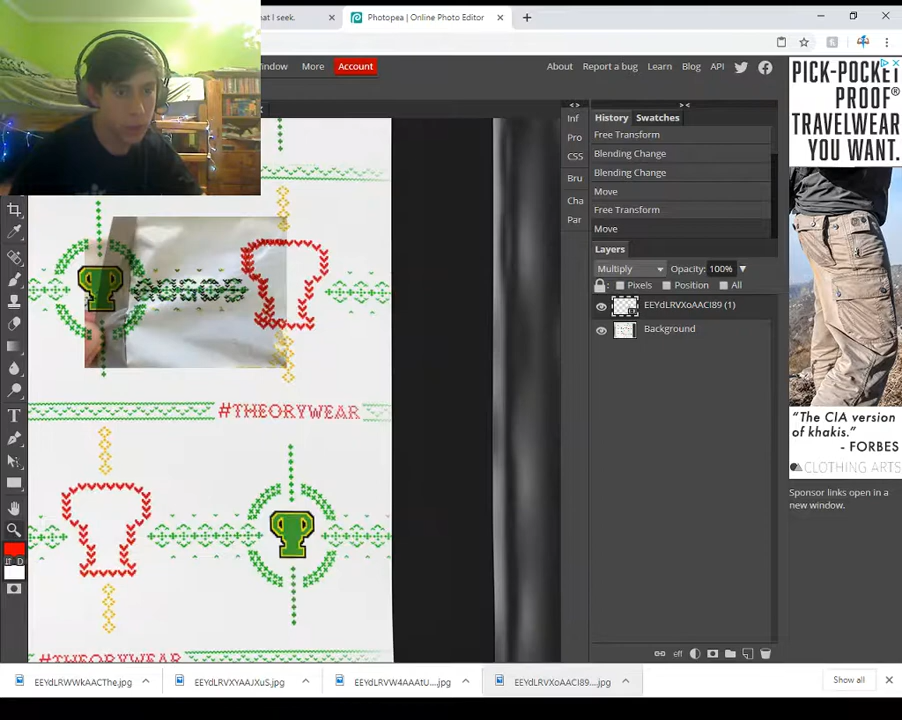 hat I seek.
Photopea | Online Photo Editor
indow More Account About Report a bug Learn Blog API
Inf
Pro
CSS
Bru
Cha
Par
History Swatches
Free Transform
Blending Change
Blending Change
Move
Free Transform
Move
Layers
Multiply Opacity: 100%
Pixels Position All
EEYdLRVXoAACI89 (1)
Background
#THEORYWEAR
#THEORYWEAR
PICK-POCKET
PROOF
TRAVELWEAR
YOU WANT.
“The CIA version
of khakis.”
- FORBES
CLOTHING ARTS
Sponsor links open in a
new window.
eff
EEYdLRWWkAACThe.jpg
EEYdLRVXYAAJXuS.jpg
EEYdLRVW4AAAtU....jpg
EEYdLRVXoAACI89....jpg
Show all